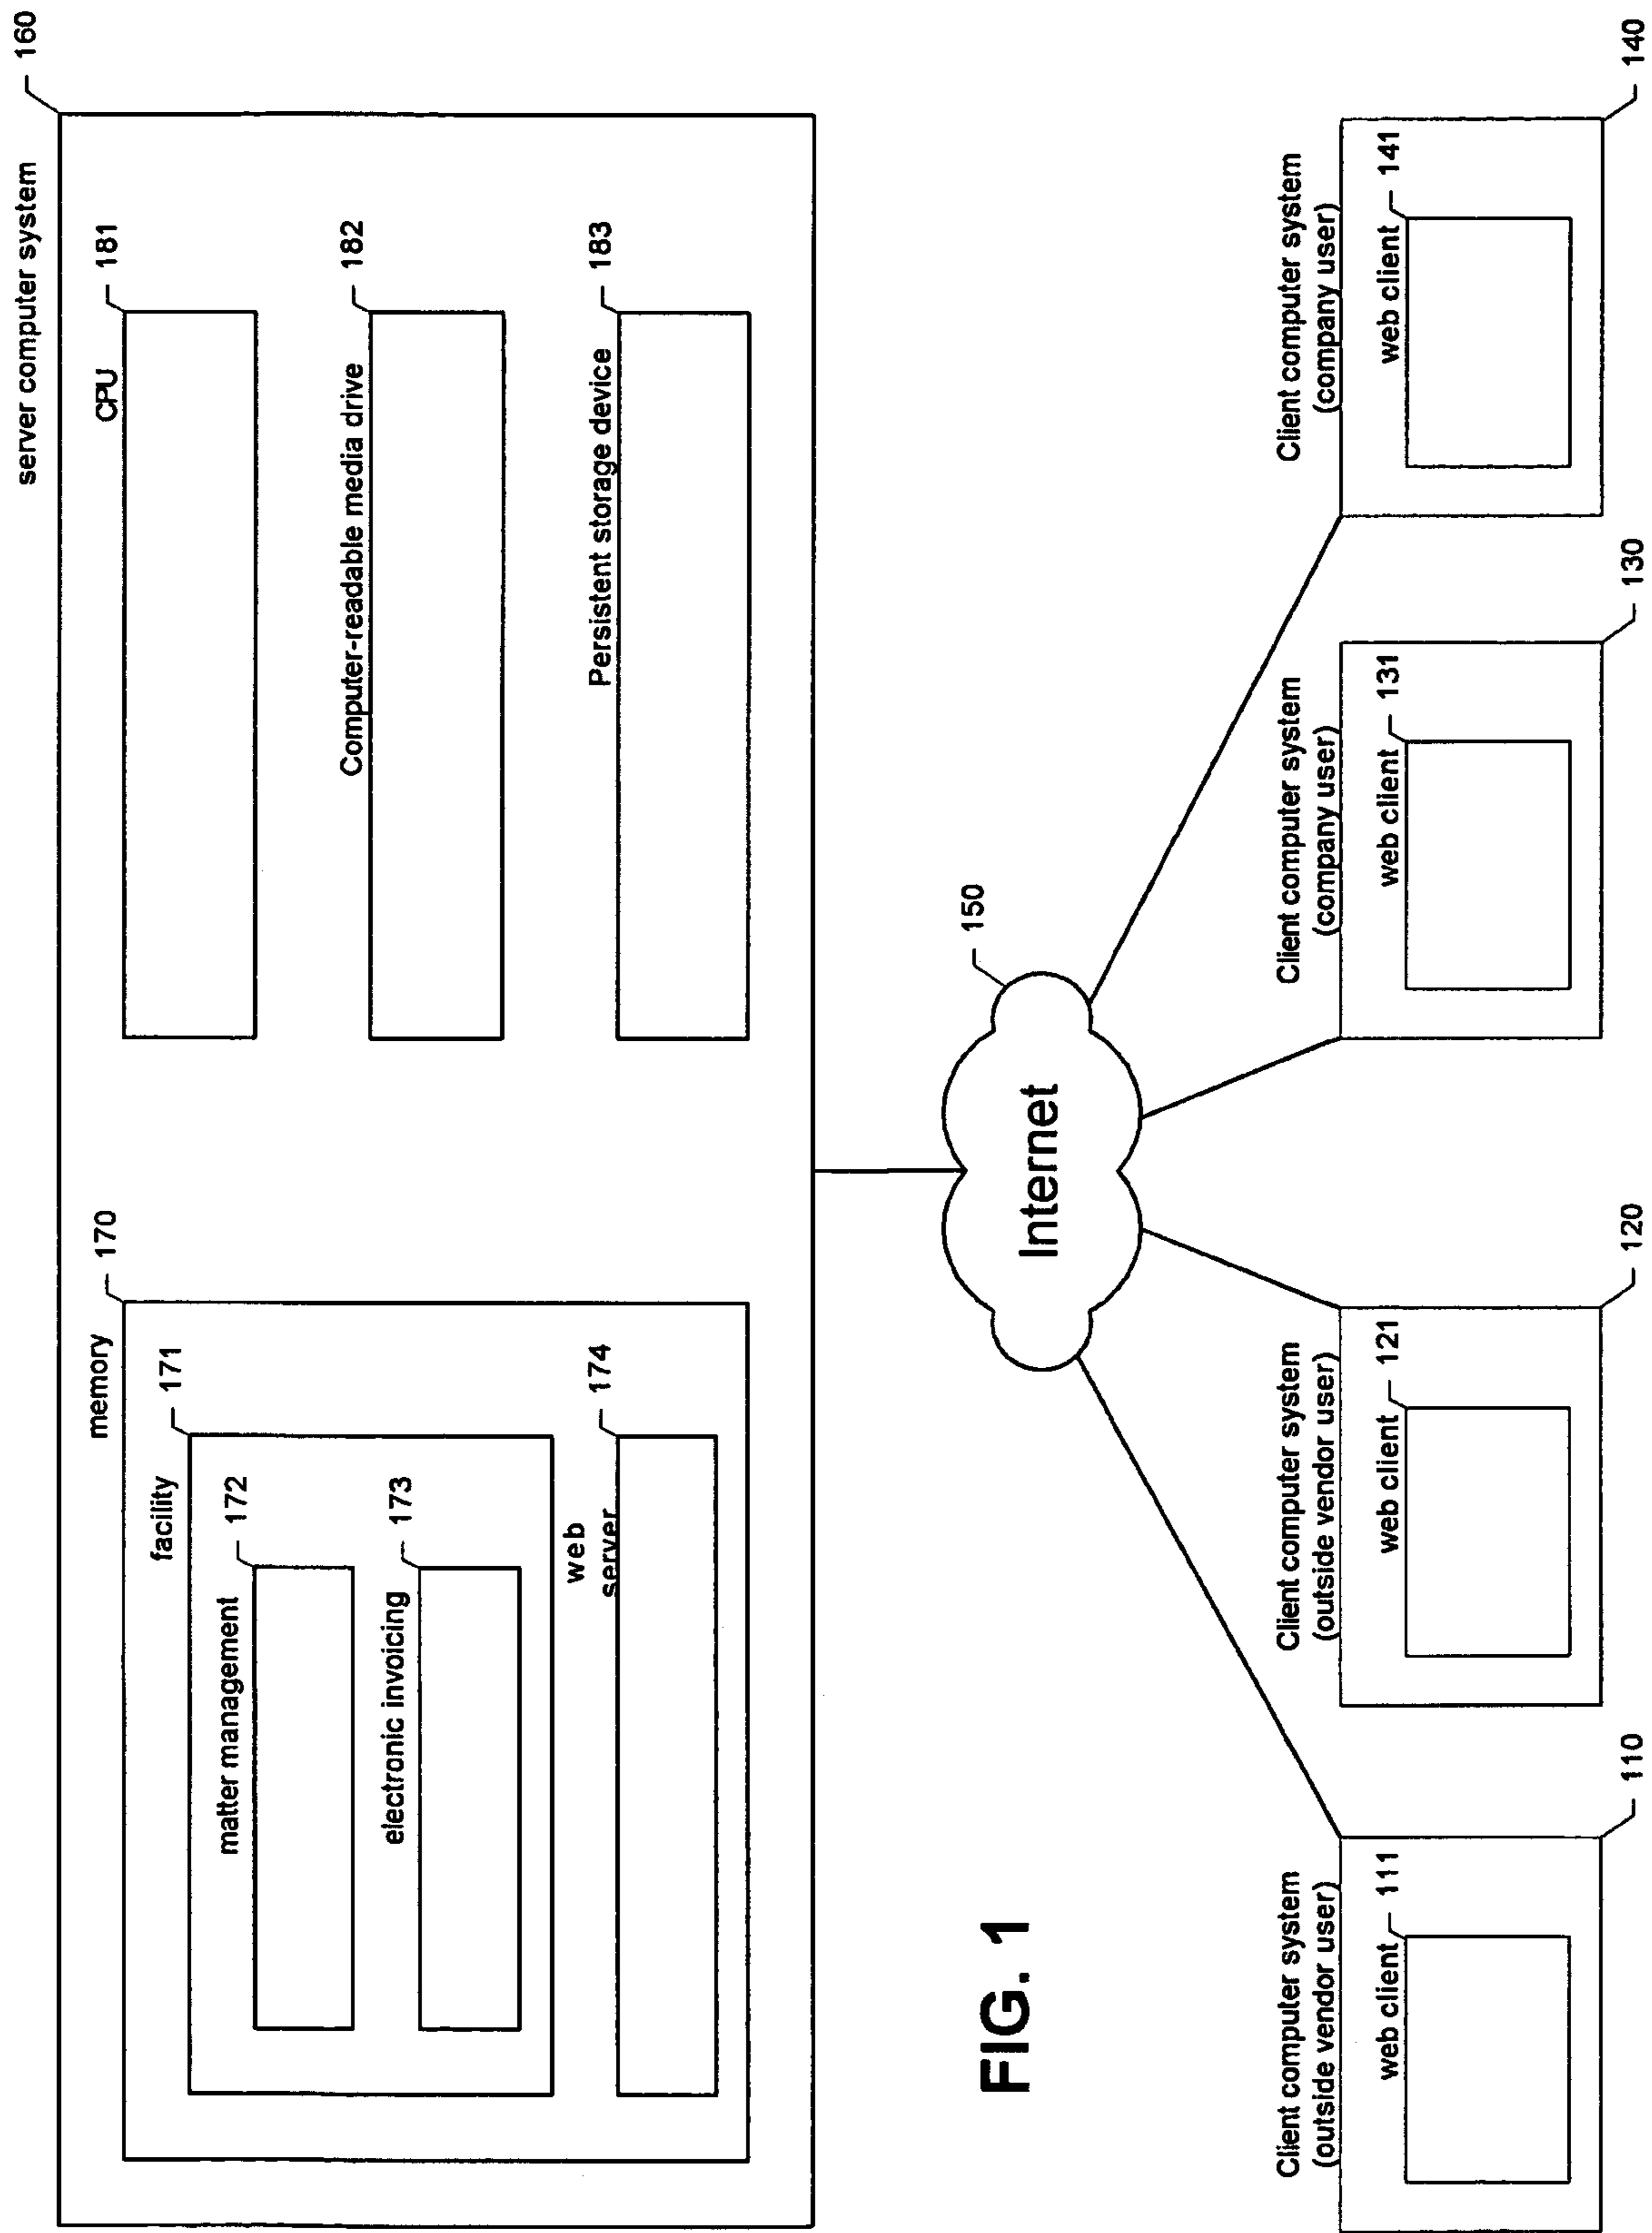 server computer system
160
memory
170
CPU
181
facility
171
matter management
172
Computer-readable media drive
182
electronic invoicing
173
web
server
174
Persistent storage device
183
150
Internet
FIG. 1
Client computer system
(outside vendor user)
web client
111
110
Client computer system
(outside vendor user)
web client
121
120
Client computer system
(company user)
web client
131
130
Client computer system
(company user)
web client
141
140